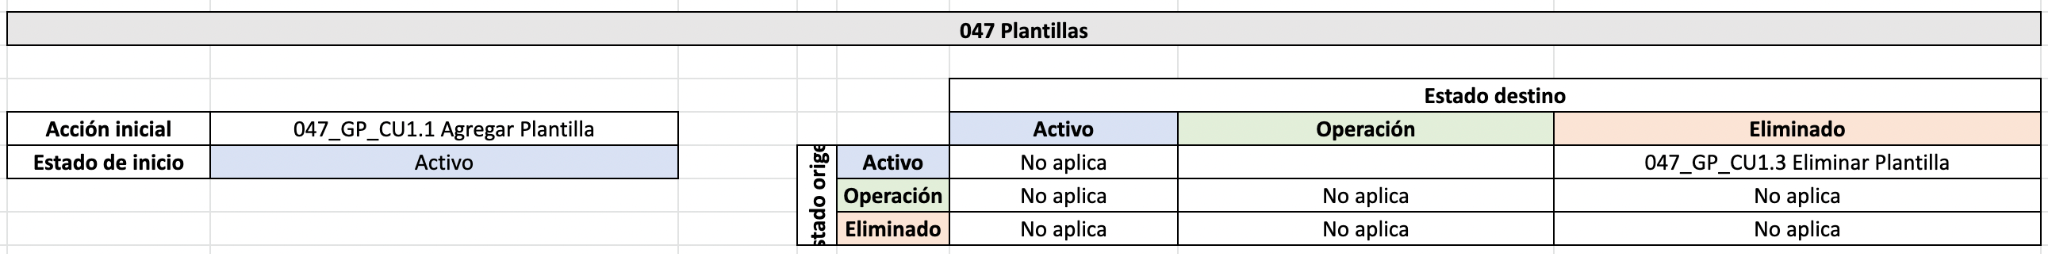 047 Plantillas
Estado destino
Acción inicial 047_GP_CU1.1 Agregar Plantilla Activo Operación Eliminado
Estado de inicio Activo Activo No aplica 047_GP_CU1.3 Eliminar Plantilla
Operación No aplica No aplica No aplica
Eliminado No aplica No aplica No aplica
stado orige